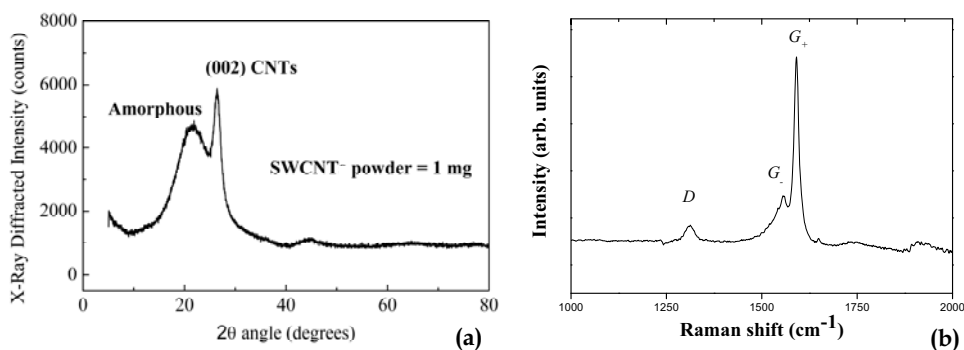 8000
6000
4000
2000
0
X-Ray Diffracted Intensity (counts)
(002) CNTs
Amorphous
SWCNT⁻ powder = 1 mg
0 20 40 60 80
2θ angle (degrees)
(a)
Intensity (arb. units)
D
G₋
G₊
1000 1250 1500 1750 2000
Raman shift (cm⁻¹)
(b)